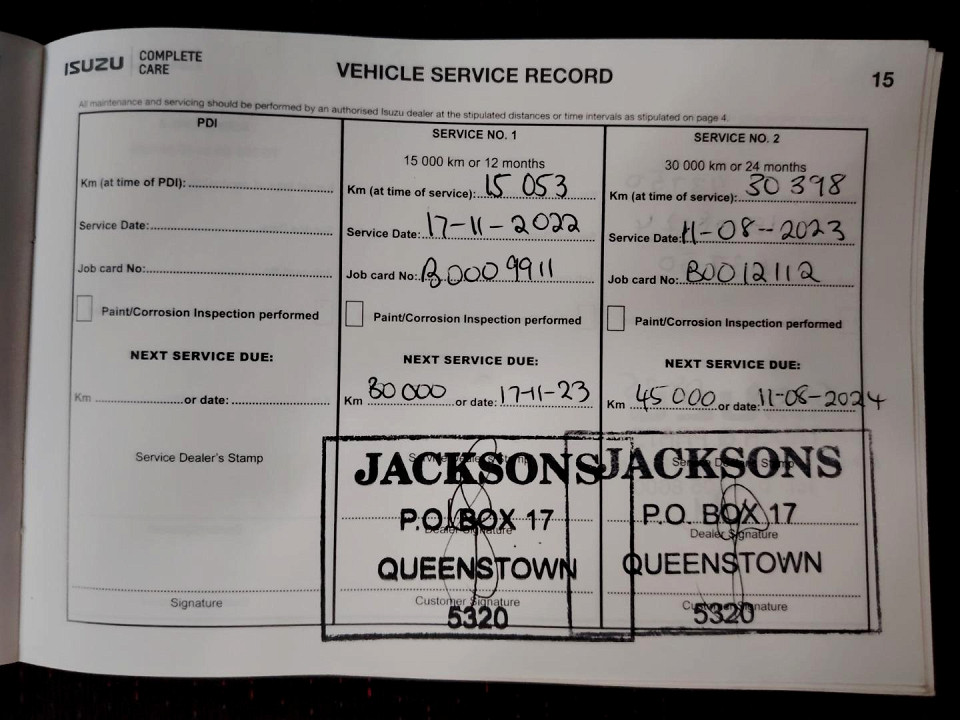 ISUZU COMPLETE CARE
VEHICLE SERVICE RECORD
15
All maintenance and servicing should be performed by an authorised Isuzu dealer at the stipulated distances or time intervals as stipulated on page 4.
PDI
Km (at time of PDI):
Service Date:
Job card No:
Paint/Corrosion Inspection performed
NEXT SERVICE DUE:
Km or date:
Service Dealer's Stamp
Signature
SERVICE NO. 1
15 000 km or 12 months
Km (at time of service): 15 053
Service Date: 17-11-2022
Job card No: B0009911
Paint/Corrosion Inspection performed
NEXT SERVICE DUE:
Km 30 000 or date: 17-11-23
JACKSONS
P.O. BOX 17
Dealer Signature
QUEENSTOWN
Customer Signature
5320
SERVICE NO. 2
30 000 km or 24 months
Km (at time of service): 30 398
Service Date: 11-08-2023
Job card No: B0012112
Paint/Corrosion Inspection performed
NEXT SERVICE DUE:
Km 45 000 or date: 11-08-2024
JACKSONS
P.O. BOX 17
Dealer Signature
QUEENSTOWN
Customer Signature
5320